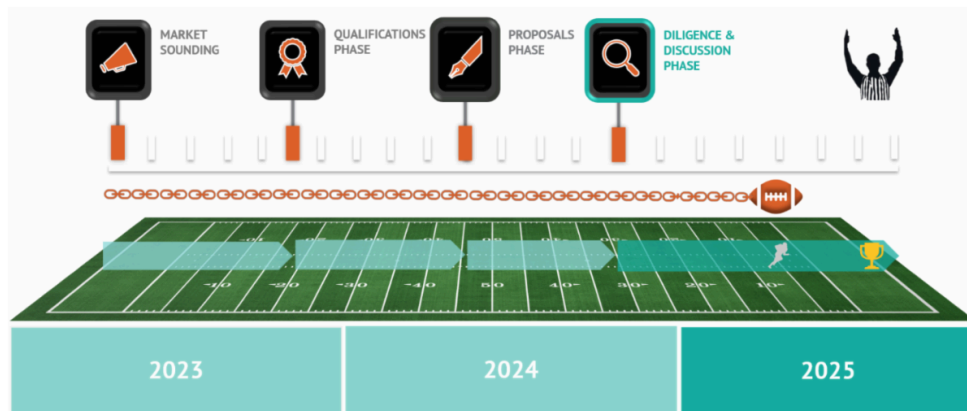 MARKET
SOUNDING
QUALIFICATIONS
PHASE
PROPOSALS
PHASE
DILIGENCE &
DISCUSSION
PHASE
10 20 30 40 50 40 30 20 10
2023
2024
2025